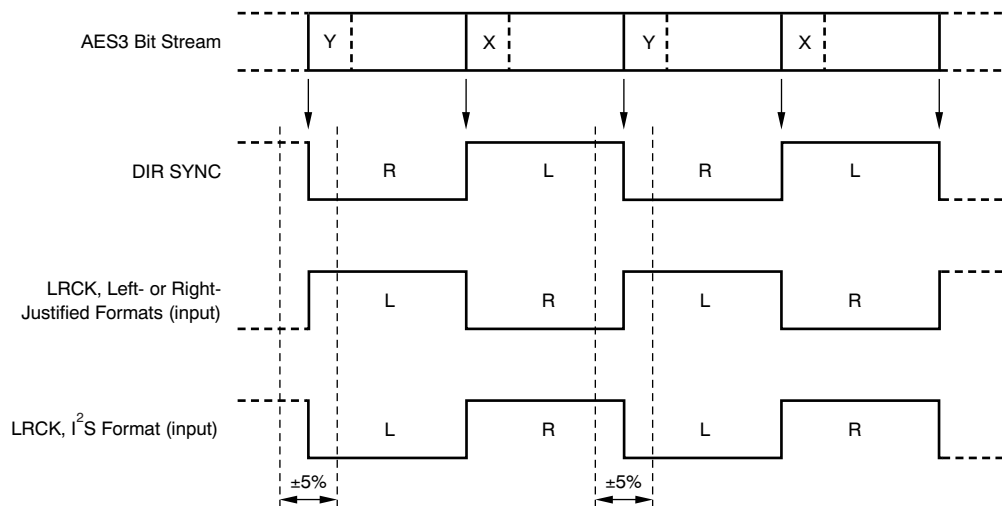 AES3 Bit Stream
Y X Y X
DIR SYNC
R L R L
LRCK, Left- or Right-
Justified Formats (input)
L R L R
LRCK, I²S Format (input)
L R L R
±5% ±5%